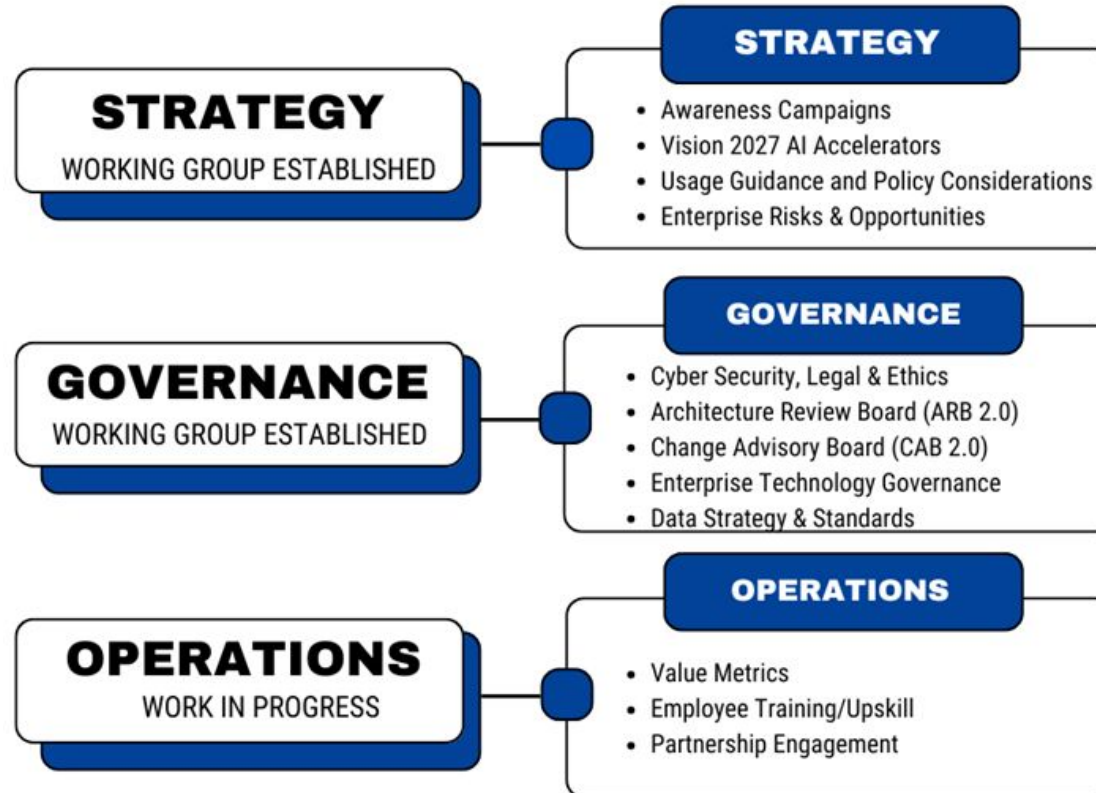 STRATEGY
WORKING GROUP ESTABLISHED
STRATEGY
• Awareness Campaigns
• Vision 2027 AI Accelerators
• Usage Guidance and Policy Considerations
• Enterprise Risks & Opportunities
GOVERNANCE
WORKING GROUP ESTABLISHED
GOVERNANCE
• Cyber Security, Legal & Ethics
• Architecture Review Board (ARB 2.0)
• Change Advisory Board (CAB 2.0)
• Enterprise Technology Governance
• Data Strategy & Standards
OPERATIONS
WORK IN PROGRESS
OPERATIONS
• Value Metrics
• Employee Training/Upskill
• Partnership Engagement